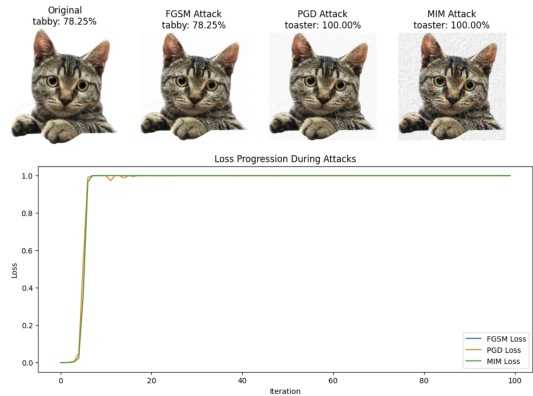 Original
tabby: 78.25%
FGSM Attack
tabby: 78.25%
PGD Attack
toaster: 100.00%
MIM Attack
toaster: 100.00%
Loss Progression During Attacks
1.0
0.8
0.6
0.4
0.2
0.0
Loss
0 20 40 60 80 100
Iteration
FGSM Loss
PGD Loss
MIM Loss